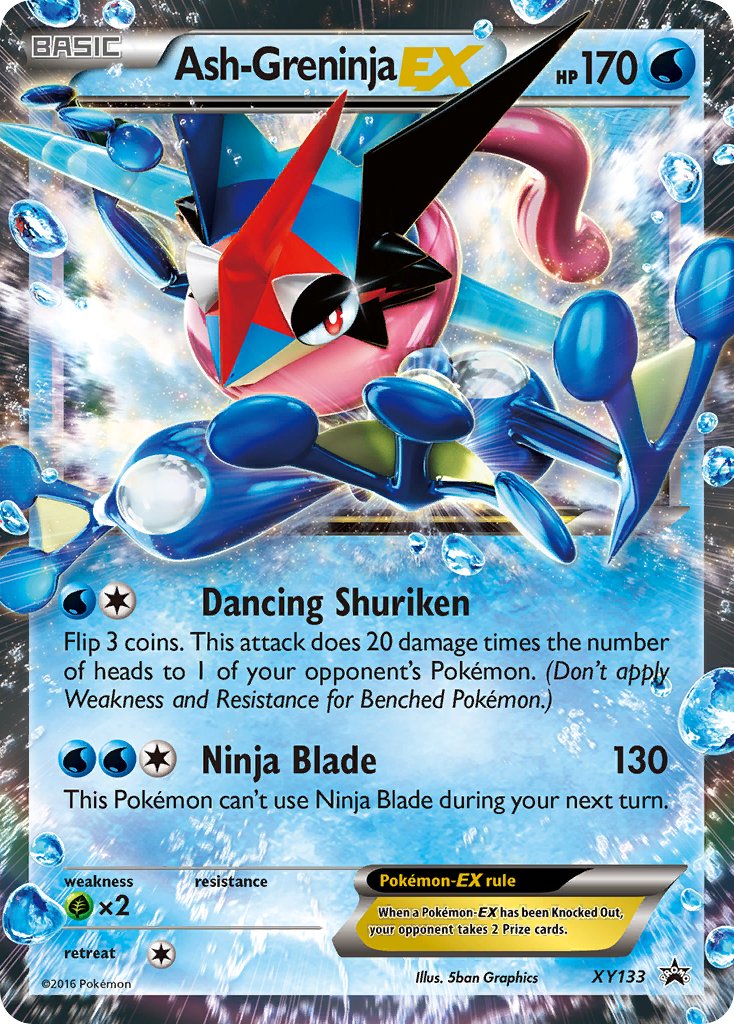 BASIC
Ash-Greninja EX
HP 170
Dancing Shuriken
Flip 3 coins. This attack does 20 damage times the number
of heads to 1 of your opponent's Pokémon. (Don't apply
Weakness and Resistance for Benched Pokémon.)
Ninja Blade 130
This Pokémon can't use Ninja Blade during your next turn.
weakness resistance
×2
retreat
Pokémon-EX rule
When a Pokémon-EX has been Knocked Out,
your opponent takes 2 Prize cards.
©2016 Pokémon
Illus. 5ban Graphics
XY133
PROMO